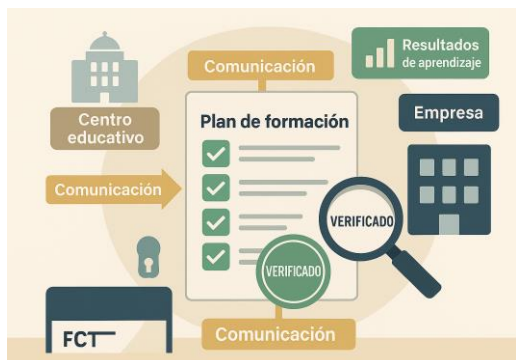 Comunicación
Resultados
de aprendizaje
Centro
educativo
Plan de formación
Empresa
Comunicación
VERIFICADO
VERIFICADO
FCT
Comunicación